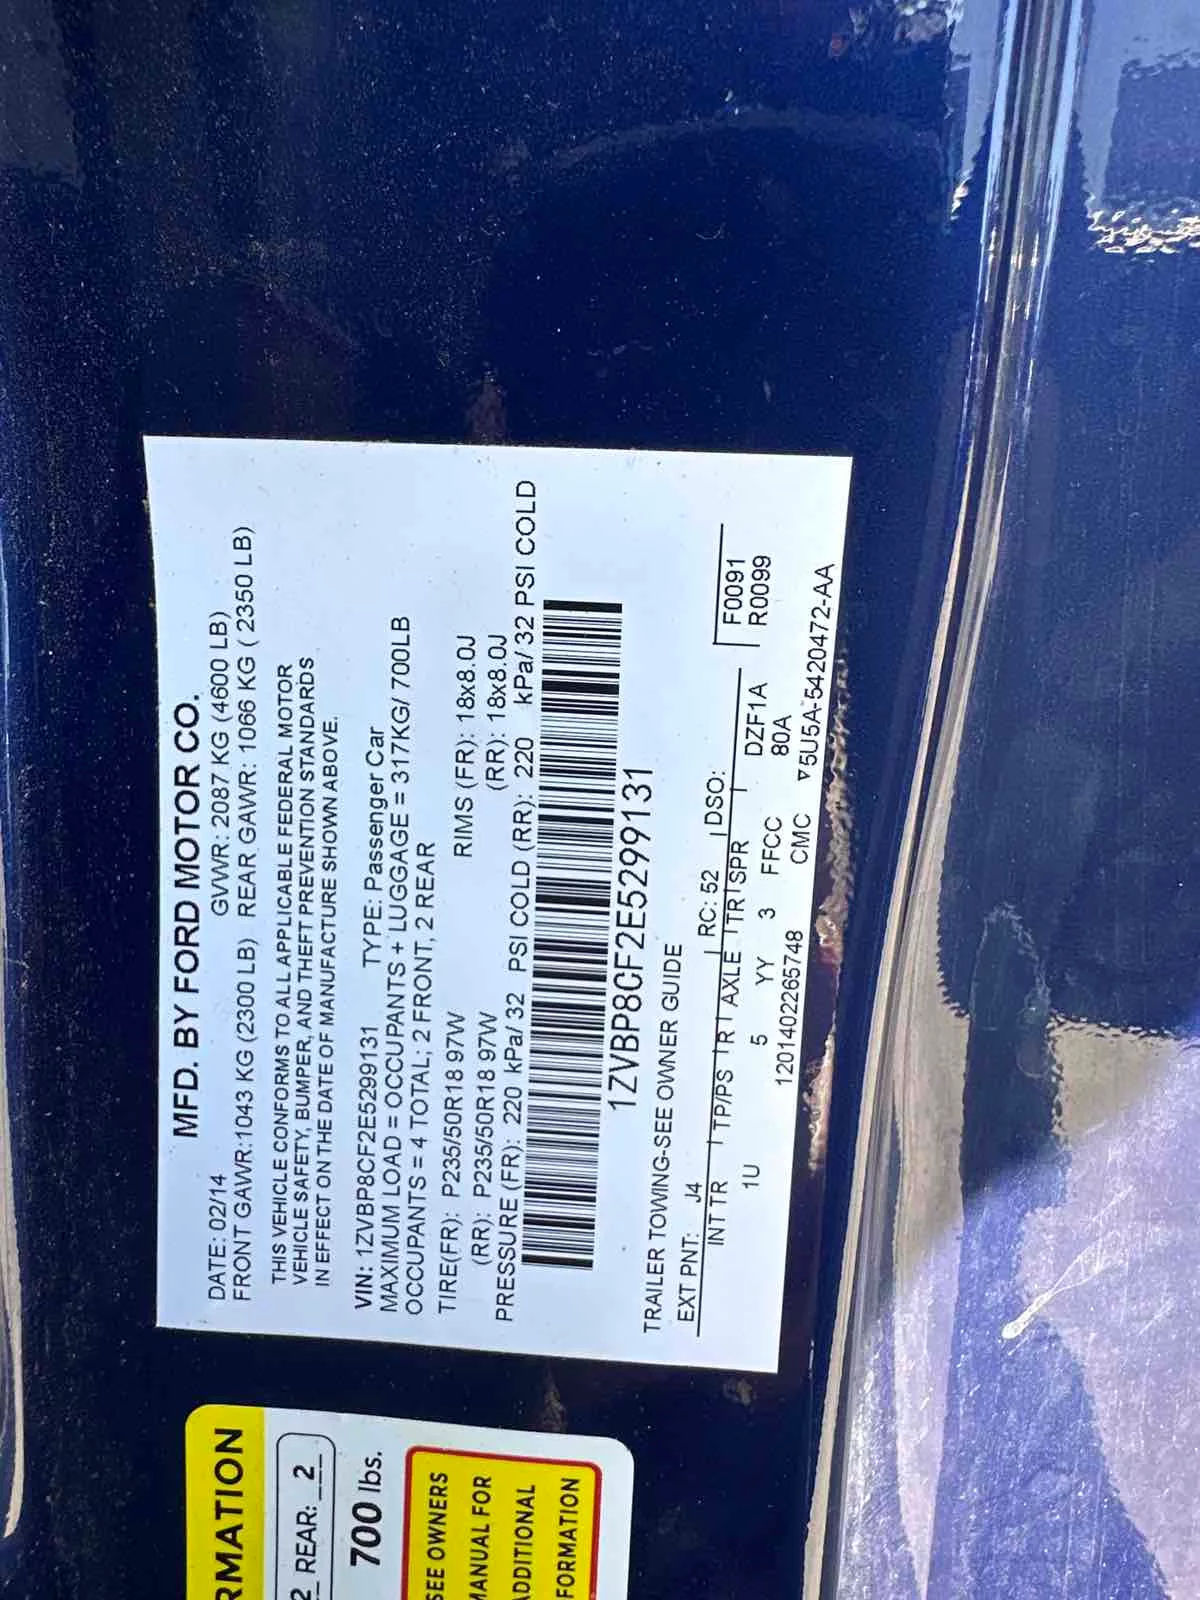 MFD. BY FORD MOTOR CO.
DATE: 02/14 GVWR: 2087 KG (4600 LB)
FRONT GAWR:1043 KG (2300 LB) REAR GAWR: 1066 KG ( 2350 LB)
THIS VEHICLE CONFORMS TO ALL APPLICABLE FEDERAL MOTOR
VEHICLE SAFETY, BUMPER, AND THEFT PREVENTION STANDARDS
IN EFFECT ON THE DATE OF MANUFACTURE SHOWN ABOVE.
VIN: 1ZVBP8CF2E5299131 TYPE: Passenger Car
MAXIMUM LOAD = OCCUPANTS + LUGGAGE = 317KG/ 700LB
OCCUPANTS = 4 TOTAL; 2 FRONT, 2 REAR
TIRE(FR): P235/50R18 97W RIMS (FR): 18x8.0J
(RR): P235/50R18 97W (RR): 18x8.0J
PRESSURE (FR): 220 kPa/ 32 PSI COLD (RR): 220 kPa/ 32 PSI COLD
1ZVBP8CF2E5299131
TRAILER TOWING-SEE OWNER GUIDE
EXT PNT: J4 RC: 52 DSO:
INT TR TP/PS R AXLE TR SPR F0091
1U 5 YY 3 FFCC DZF1A R0099
1201402265748 CMC 80A
▼5U5A-5420472-AA
RMATION
2 REAR: 2
700 lbs.
SEE OWNERS
MANUAL FOR
ADDITIONAL
FORMATION